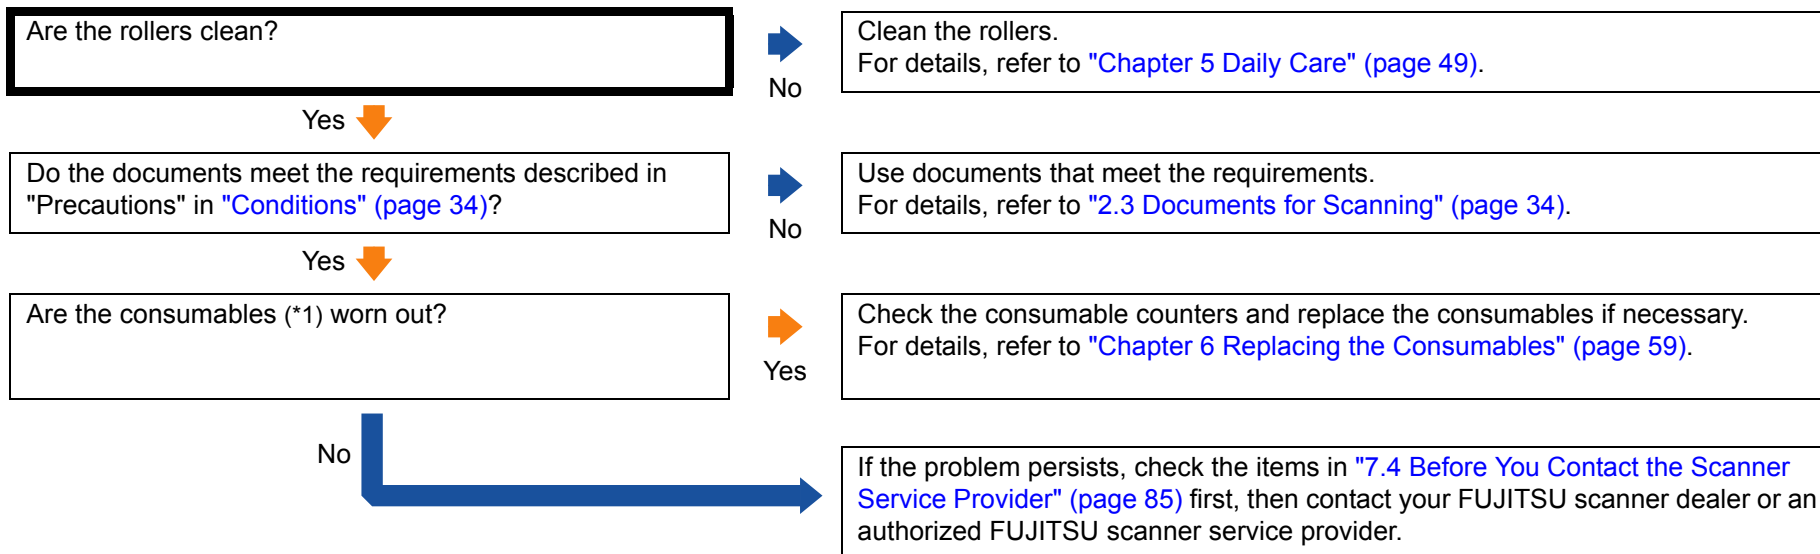 Are the rollers clean?
No
Clean the rollers.
For details, refer to "Chapter 5 Daily Care" (page 49).
Yes
Do the documents meet the requirements described in
"Precautions" in "Conditions" (page 34)?
No
Use documents that meet the requirements.
For details, refer to "2.3 Documents for Scanning" (page 34).
Yes
Are the consumables (*1) worn out?
Yes
Check the consumable counters and replace the consumables if necessary.
For details, refer to "Chapter 6 Replacing the Consumables" (page 59).
No
If the problem persists, check the items in "7.4 Before You Contact the Scanner
Service Provider" (page 85) first, then contact your FUJITSU scanner dealer or an
authorized FUJITSU scanner service provider.